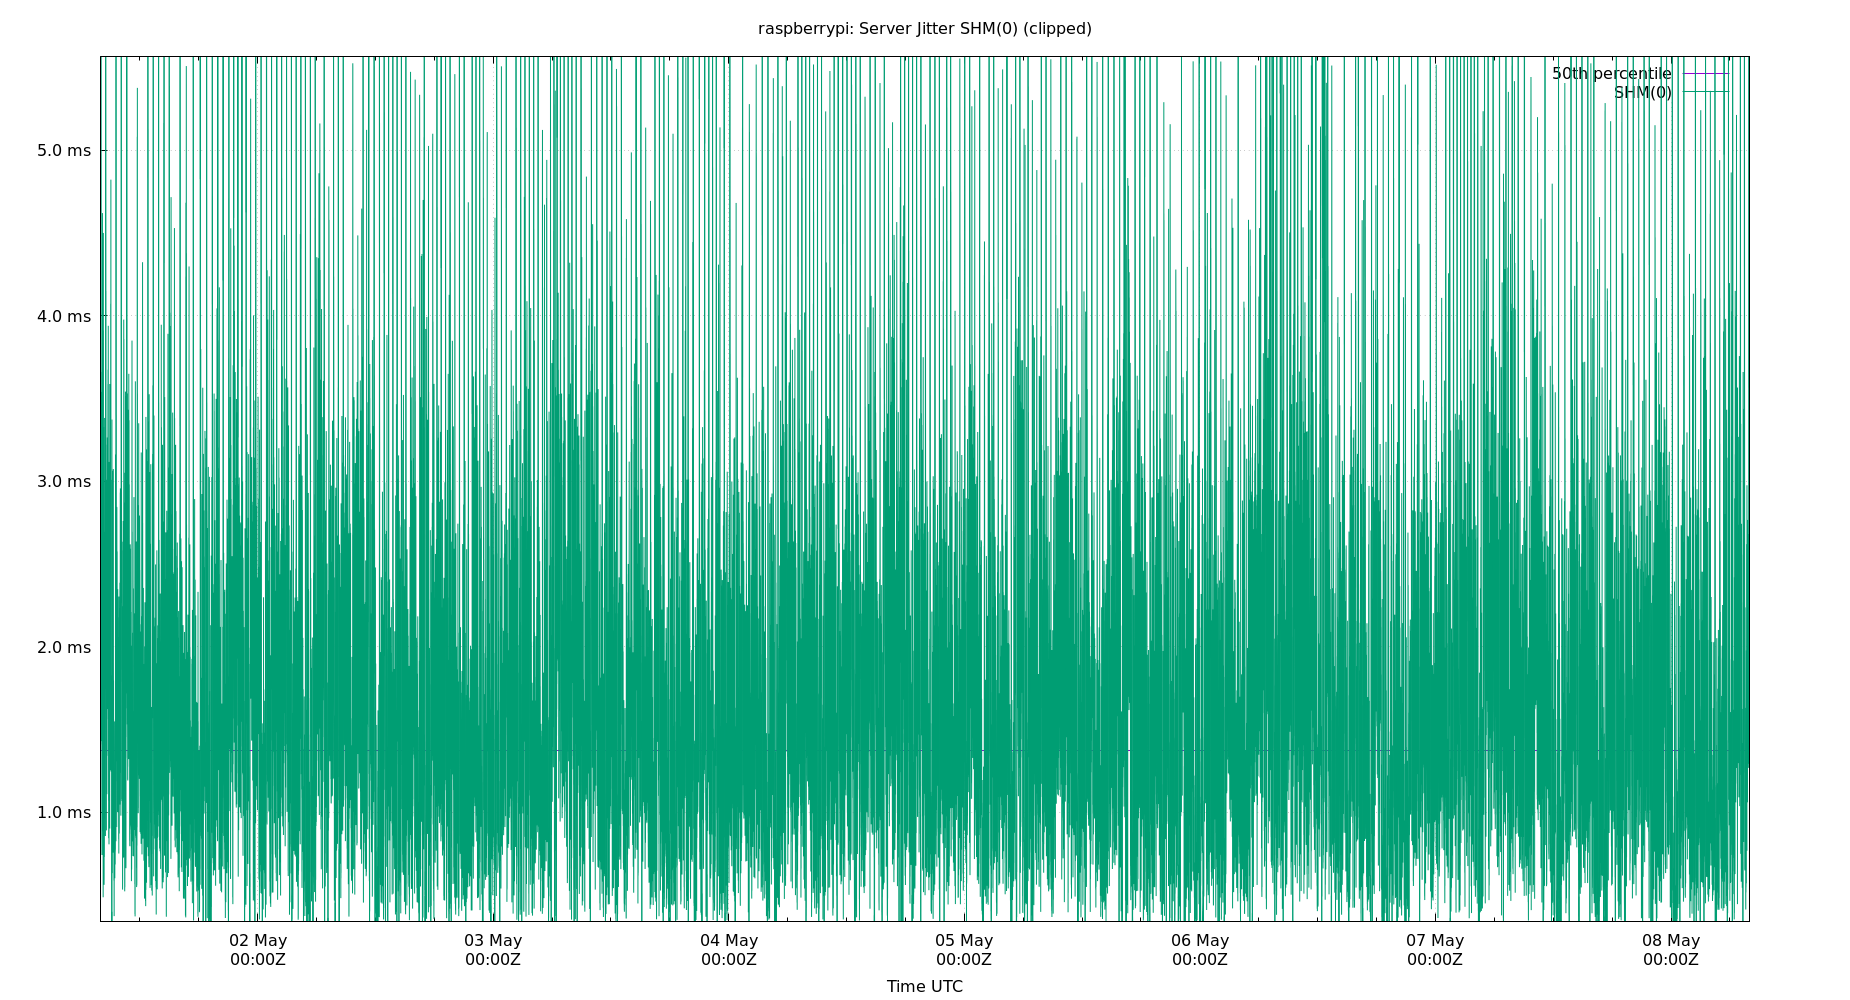 raspberrypi: Server Jitter SHM(0) (clipped)
50th percentile
SHM(0)
5.0 ms
4.0 ms
3.0 ms
2.0 ms
1.0 ms
02 May 03 May 04 May 05 May 06 May 07 May 08 May
00:00Z 00:00Z 00:00Z 00:00Z 00:00Z 00:00Z 00:00Z
Time UTC